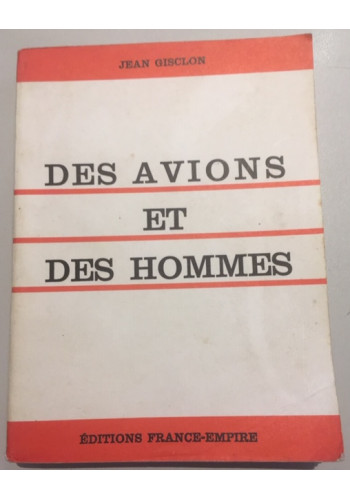 JEAN GISCLON
DES AVIONS
ET
DES HOMMES
ÉDITIONS FRANCE-EMPIRE